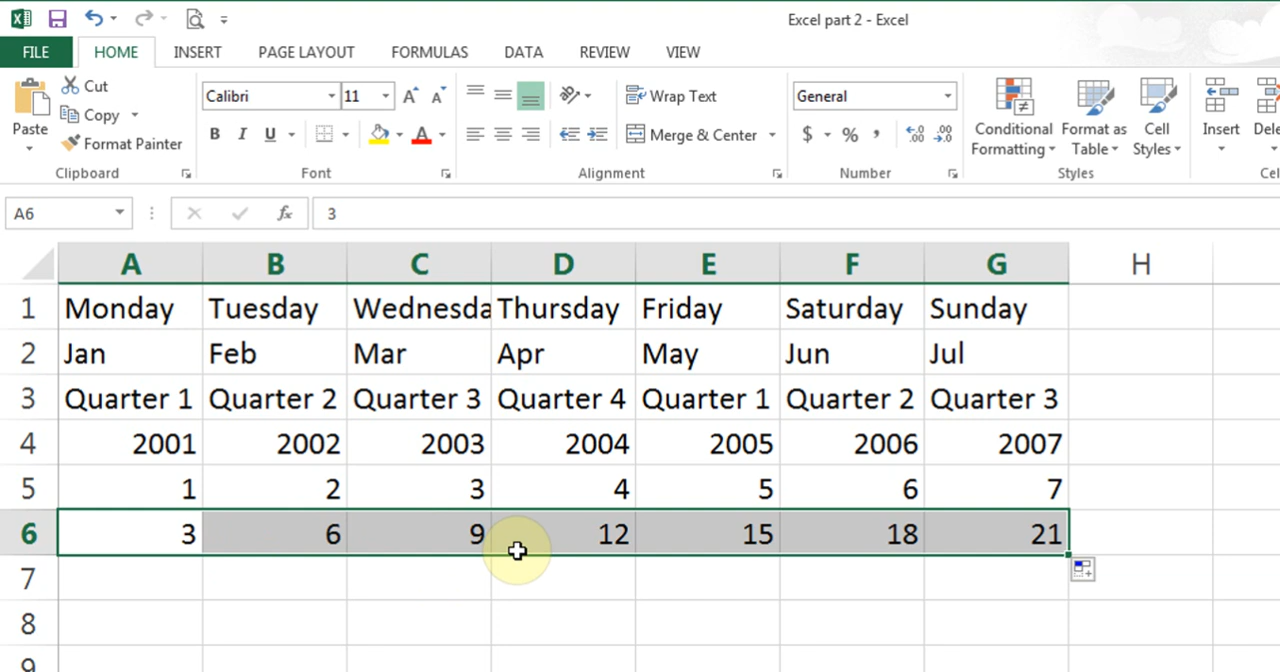 Excel part 2 - Excel
FILE HOME INSERT PAGE LAYOUT FORMULAS DATA REVIEW VIEW
Cut
Copy
Format Painter
Paste
Clipboard
Calibri 11
B I U A
Font
Wrap Text
Merge & Center
Alignment
General
$ % ,
Number
Conditional Formatting
Format as Table
Cell Styles
Styles
Insert
Dele
Cel
A6 fx 3
A B C D E F G H
1 Monday Tuesday Wednesda Thursday Friday Saturday Sunday
2 Jan Feb Mar Apr May Jun Jul
3 Quarter 1 Quarter 2 Quarter 3 Quarter 4 Quarter 1 Quarter 2 Quarter 3
4 2001 2002 2003 2004 2005 2006 2007
5 1 2 3 4 5 6 7
6 3 6 9 12 15 18 21
7
8
9